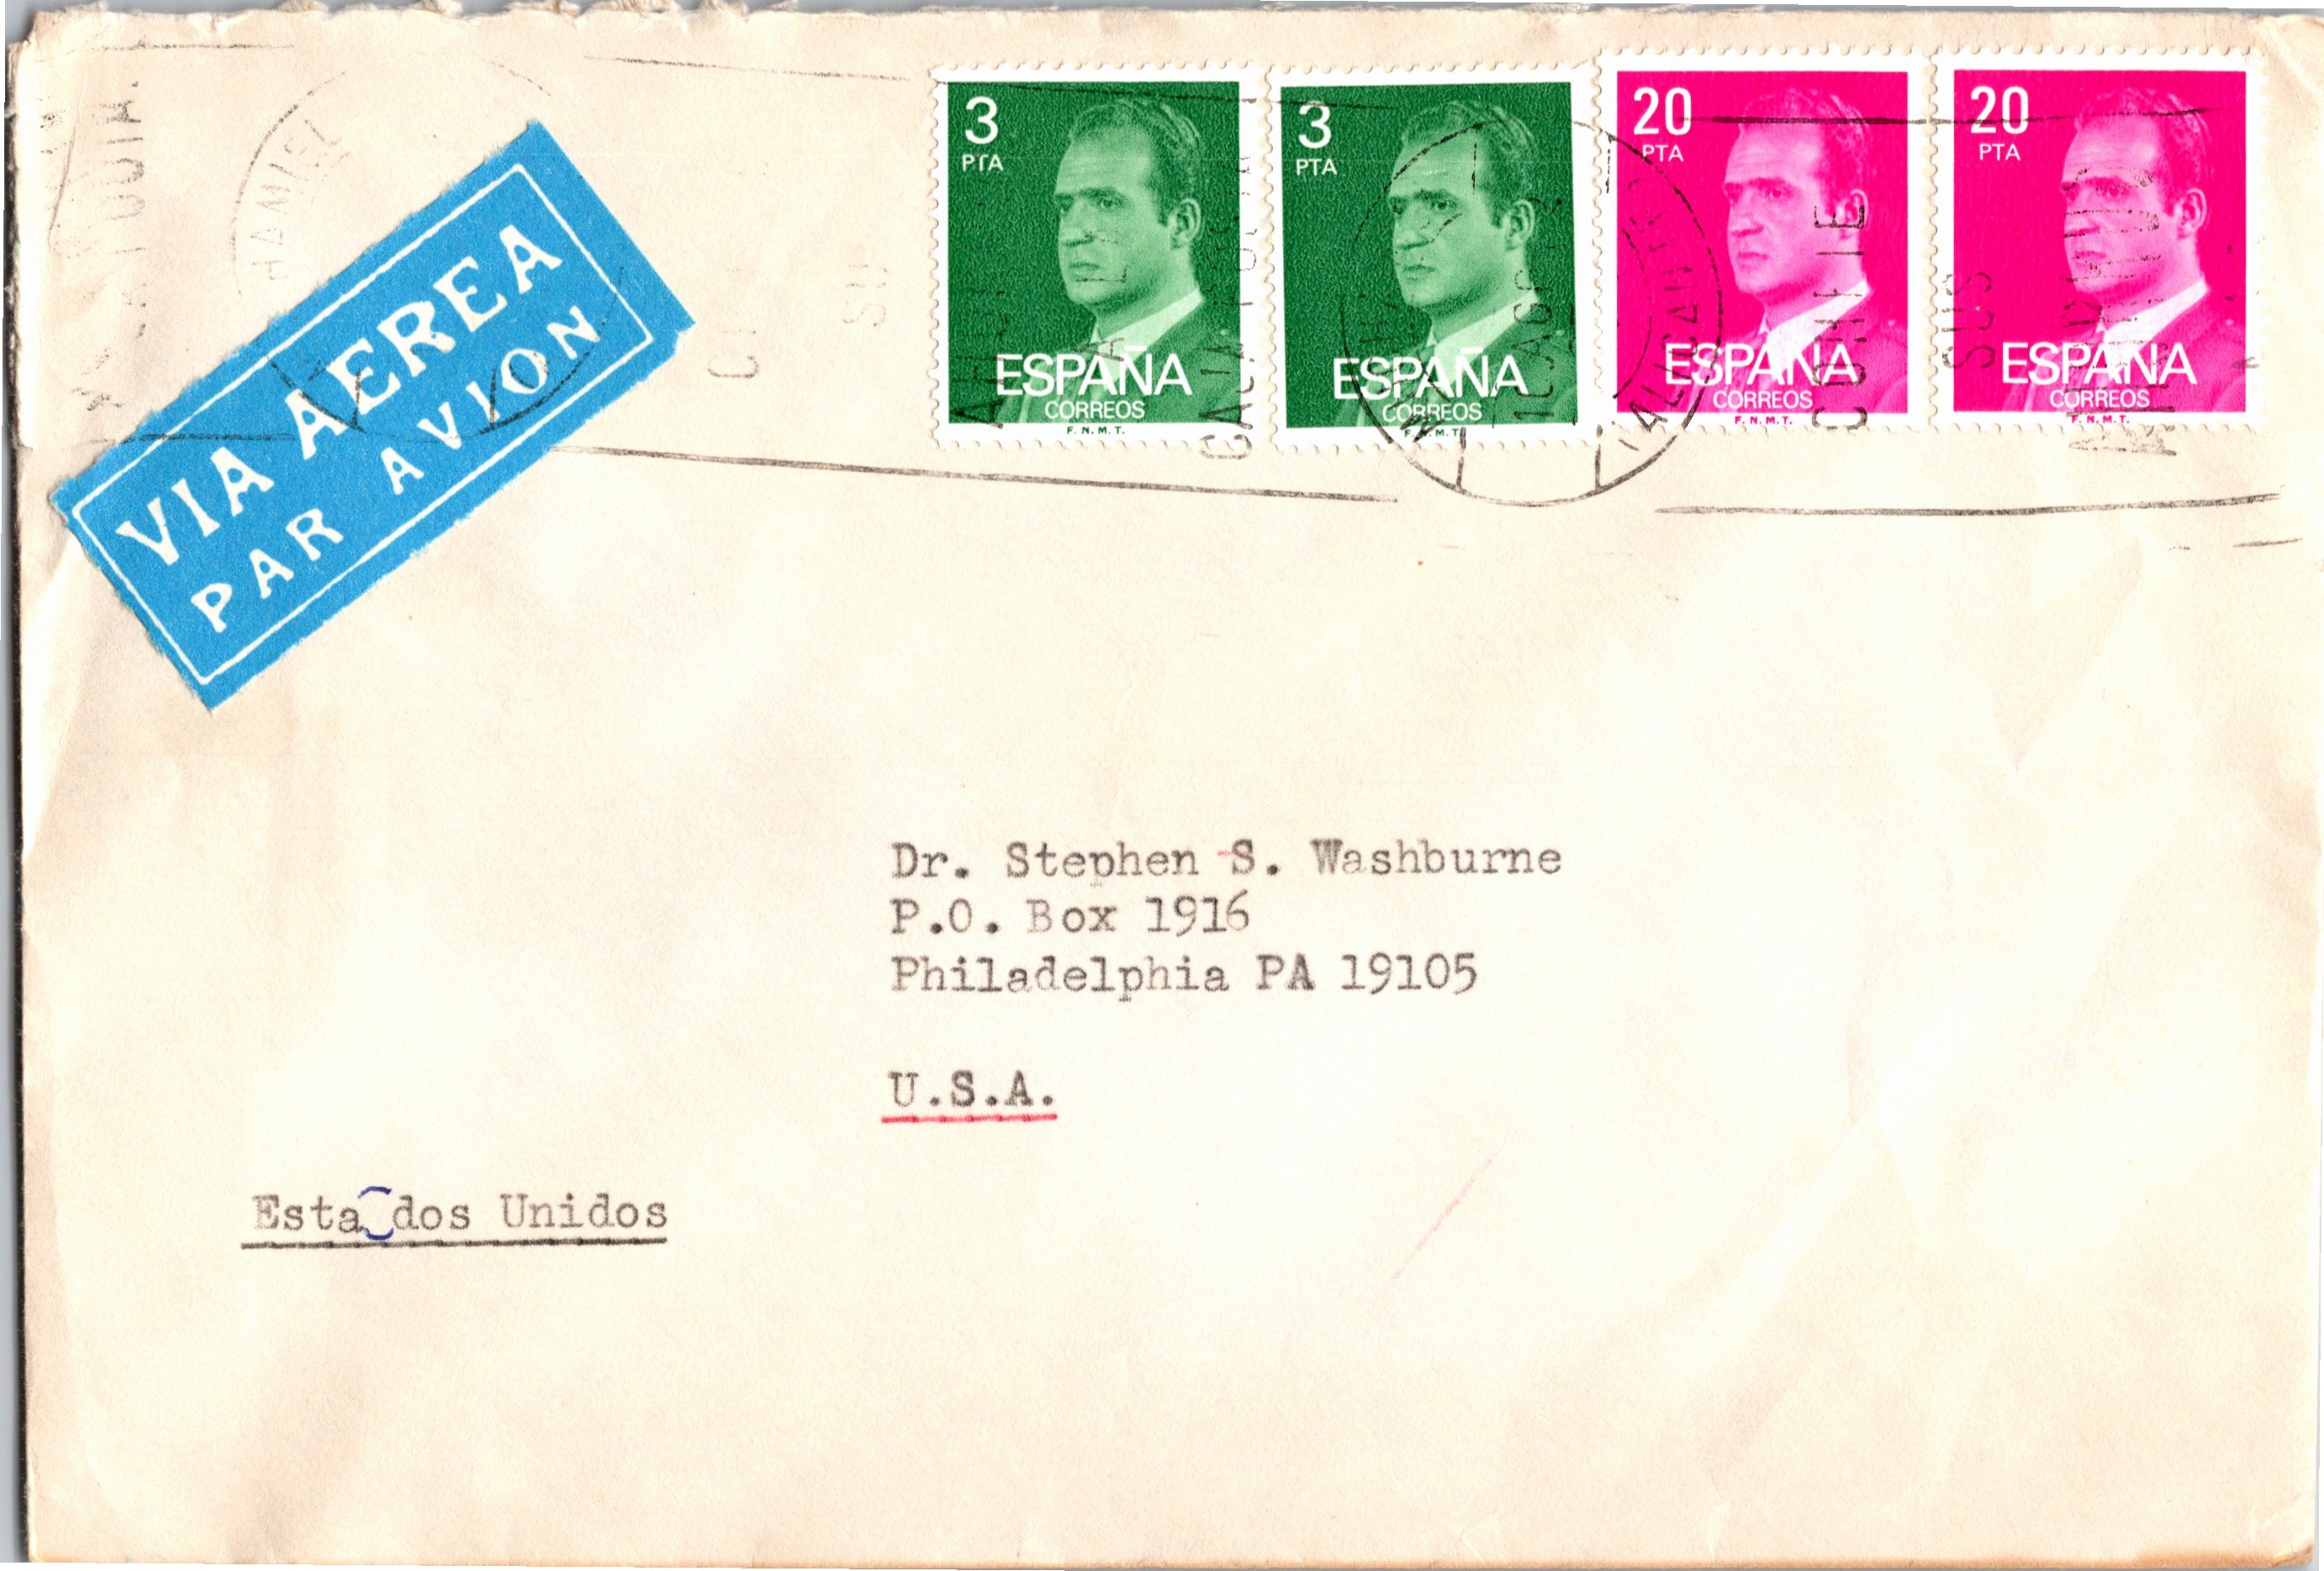 VIA AEREA
PAR AVION
3
PTA
ESPAÑA
CORREOS
F.N.M.T.
3
PTA
ESPAÑA
CORREOS
F.N.M.T.
20
PTA
ESPAÑA
CORREOS
F.N.M.T.
20
PTA
ESPAÑA
CORREOS
F.N.M.T.
SUS
Dr. Stephen S. Washburne
P.O. Box 1916
Philadelphia PA 19105
U.S.A.
Estados Unidos